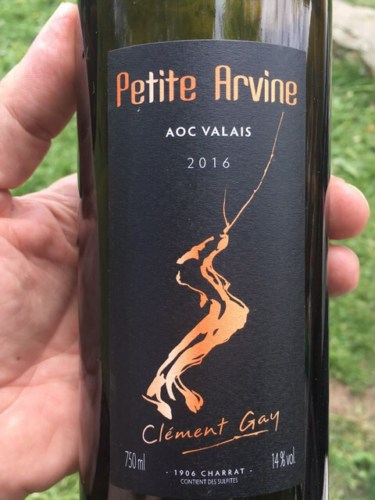 Petite Arvine
AOC VALAIS
2016
Clément Gay
750 ml
14 % vol.
- 1906 CHARRAT -
CONTIENT DES SULFITES